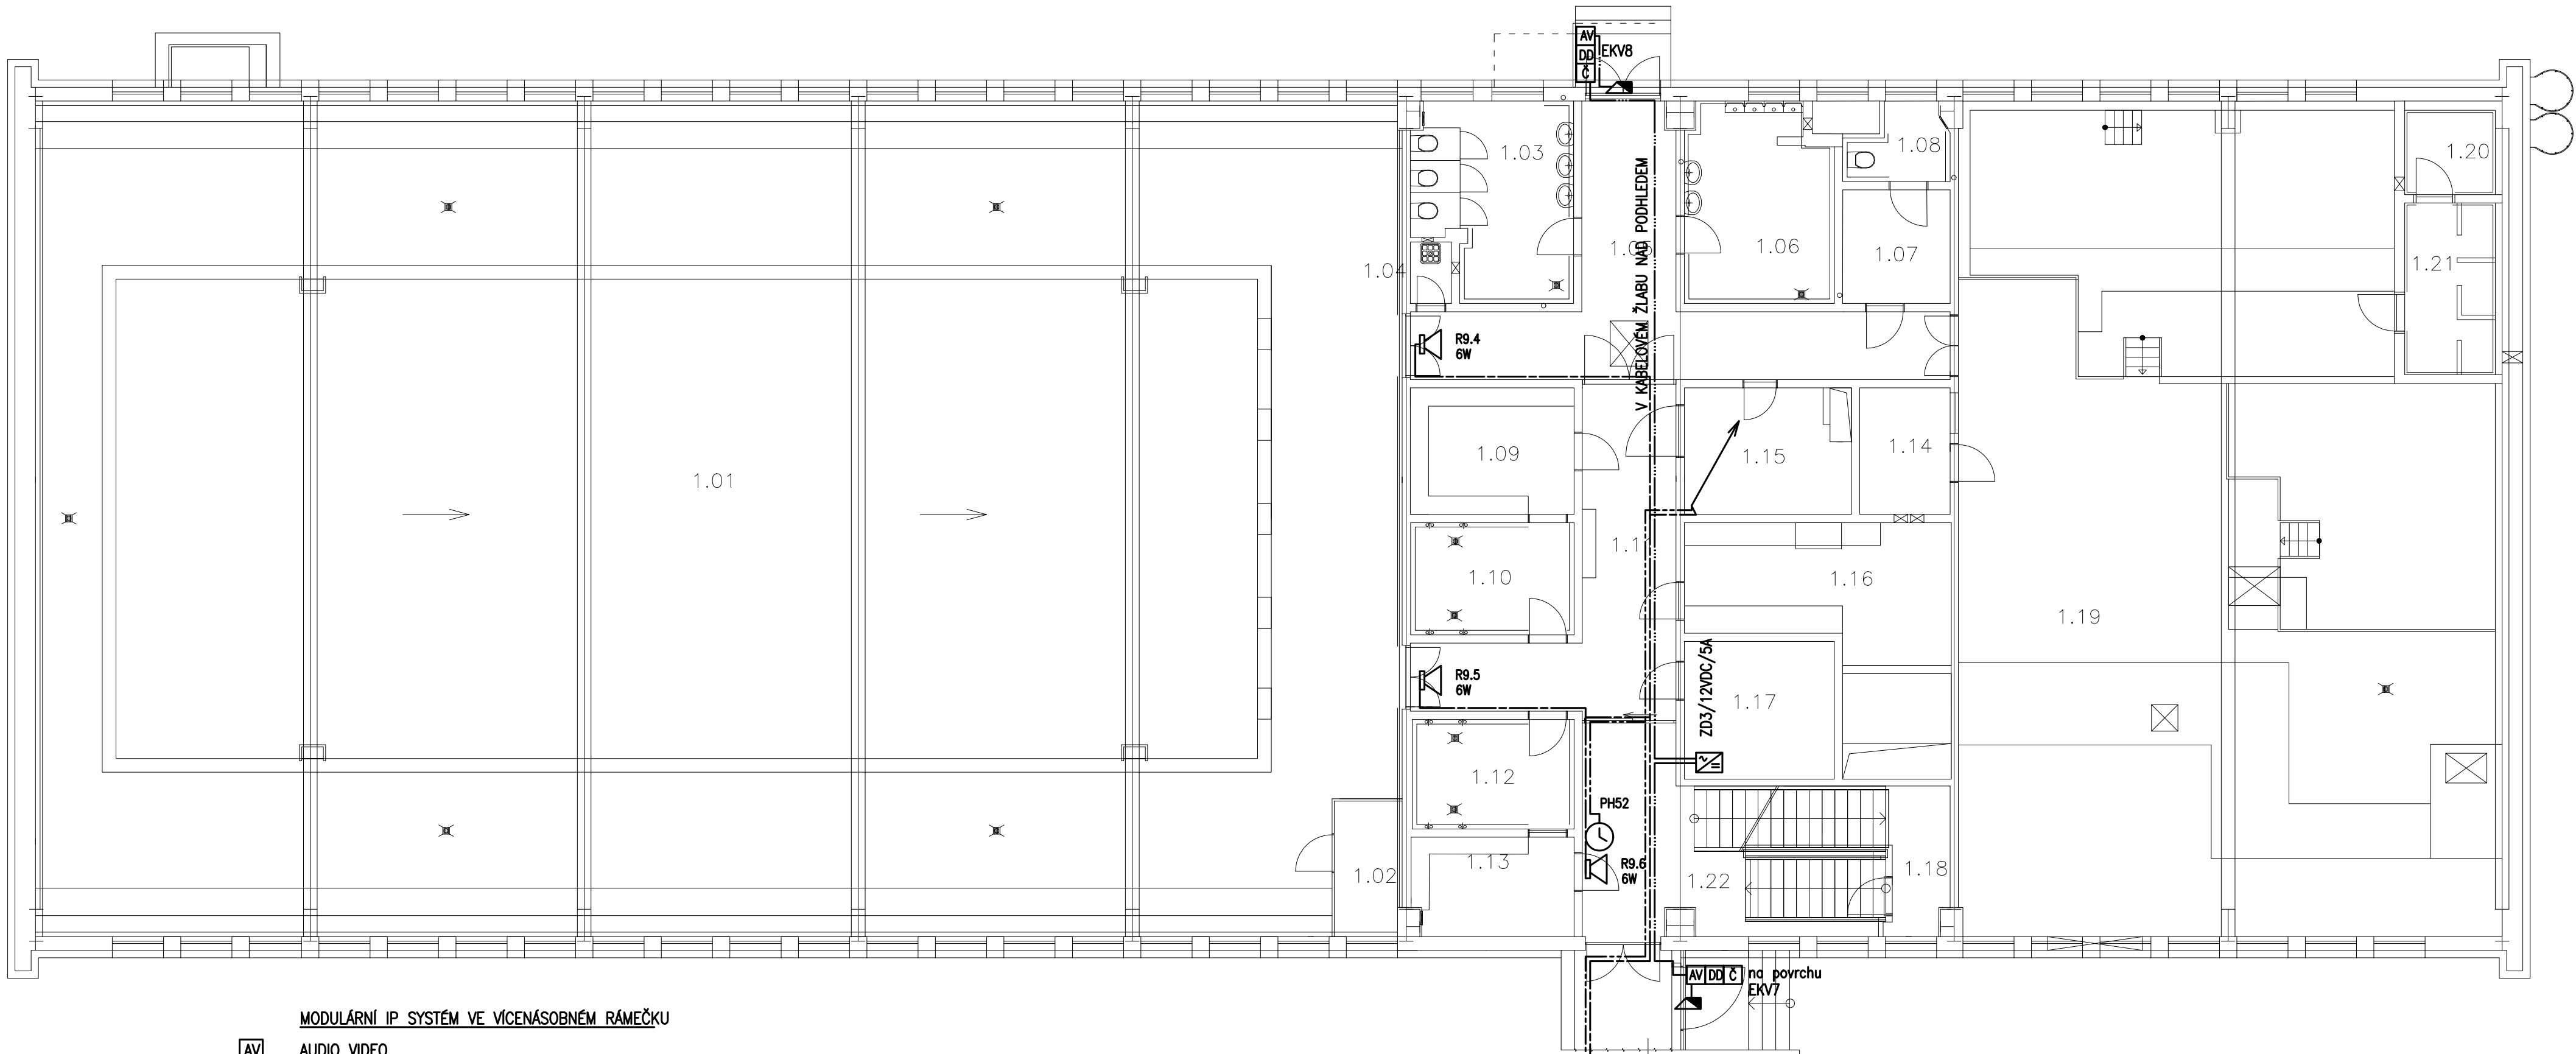 AV
DD
Č
EKV8
1.03
1.08
1.20
V KABELOVÉM ŽLABU NAD PODHLEDEM
1.04
1.05
1.06
1.07
1.21
R9.4
6W
1.01
1.09
1.15
1.14
1.10
1.11
1.16
1.19
R9.5
6W
ZD3/12VDC/5A
1.17
1.12
PH52
1.13
R9.6
6W
1.02
1.22
1.18
AV DD Č na povrchu
EKV7
MODULÁRNÍ IP SYSTÉM VE VÍCENÁSOBNÉM RÁMEČKU
AV AUDIO VIDEO